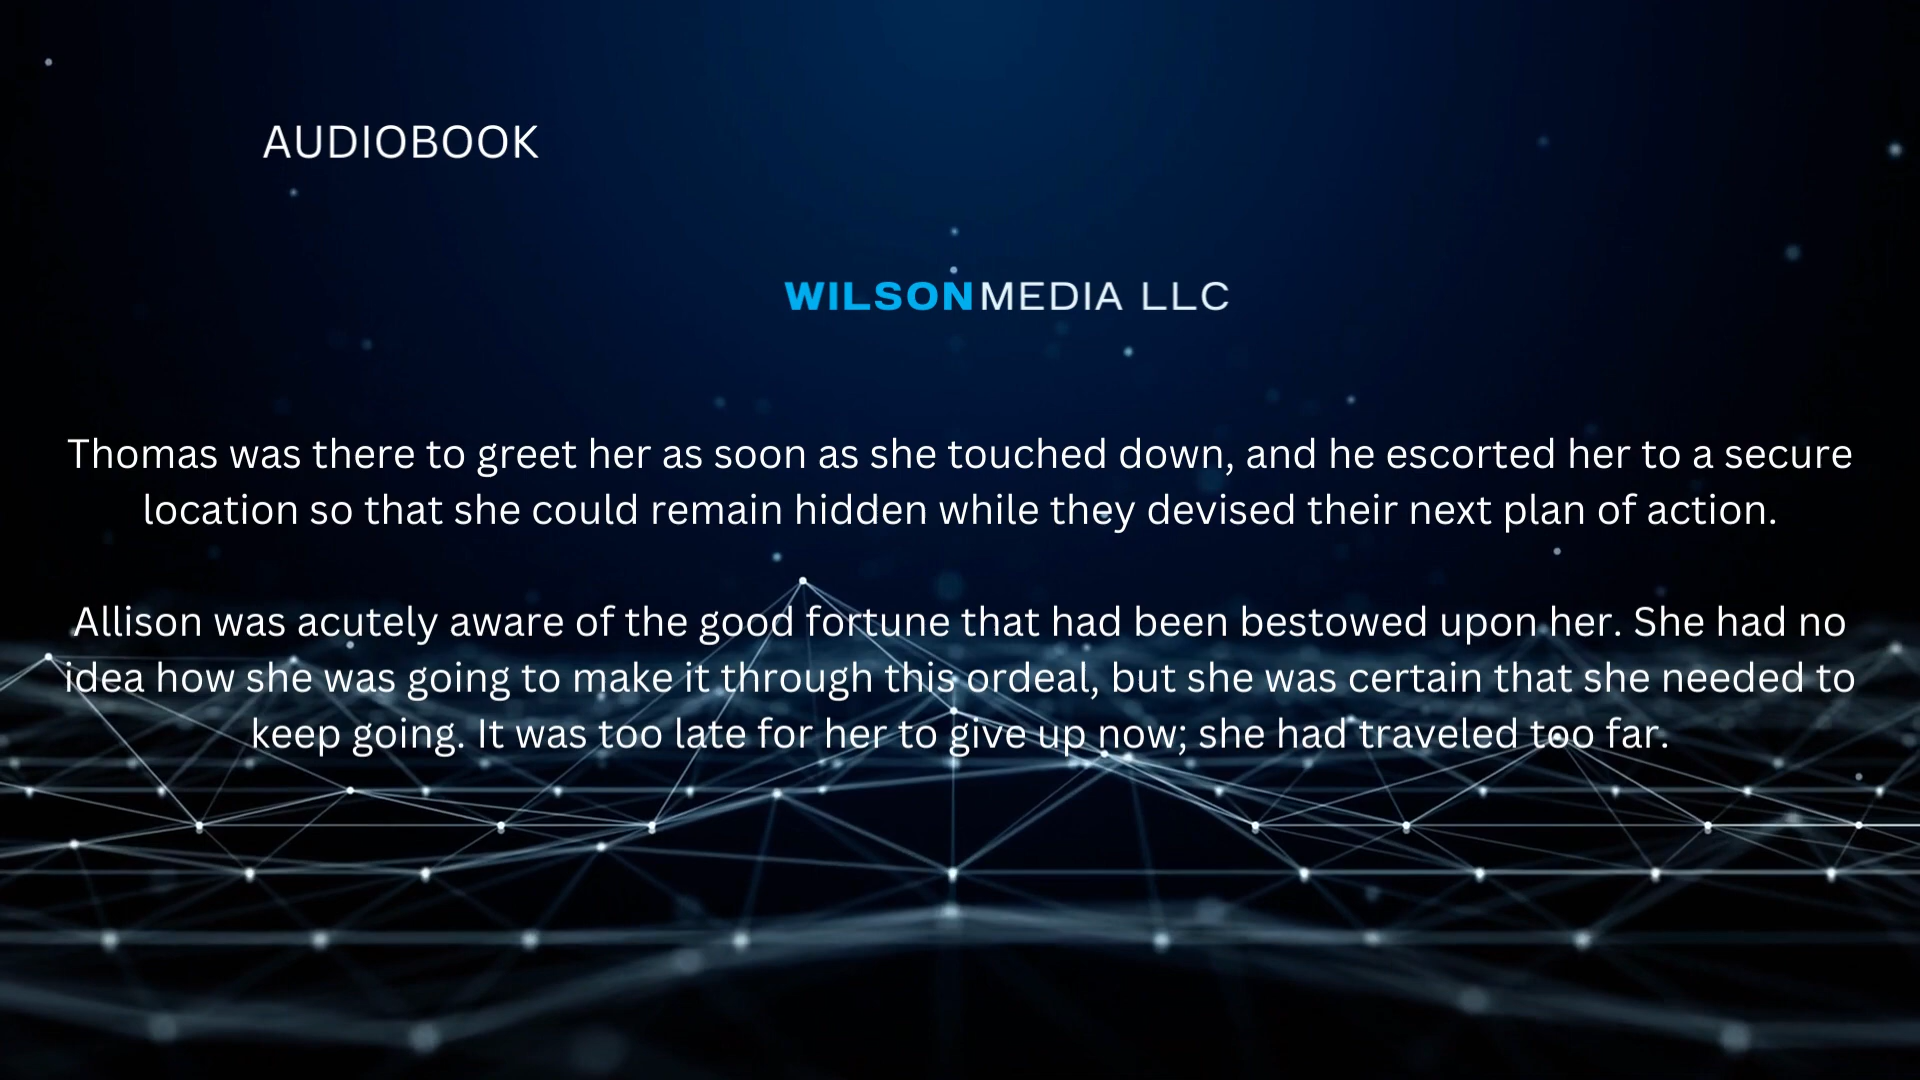 AUDIOBOOK
WILSONMEDIA LLC
Thomas was there to greet her as soon as she touched down, and he escorted her to a secure
location so that she could remain hidden while they devised their next plan of action.
Allison was acutely aware of the good fortune that had been bestowed upon her. She had no
idea how she was going to make it through this ordeal, but she was certain that she needed to
keep going. It was too late for her to give up now; she had traveled too far.